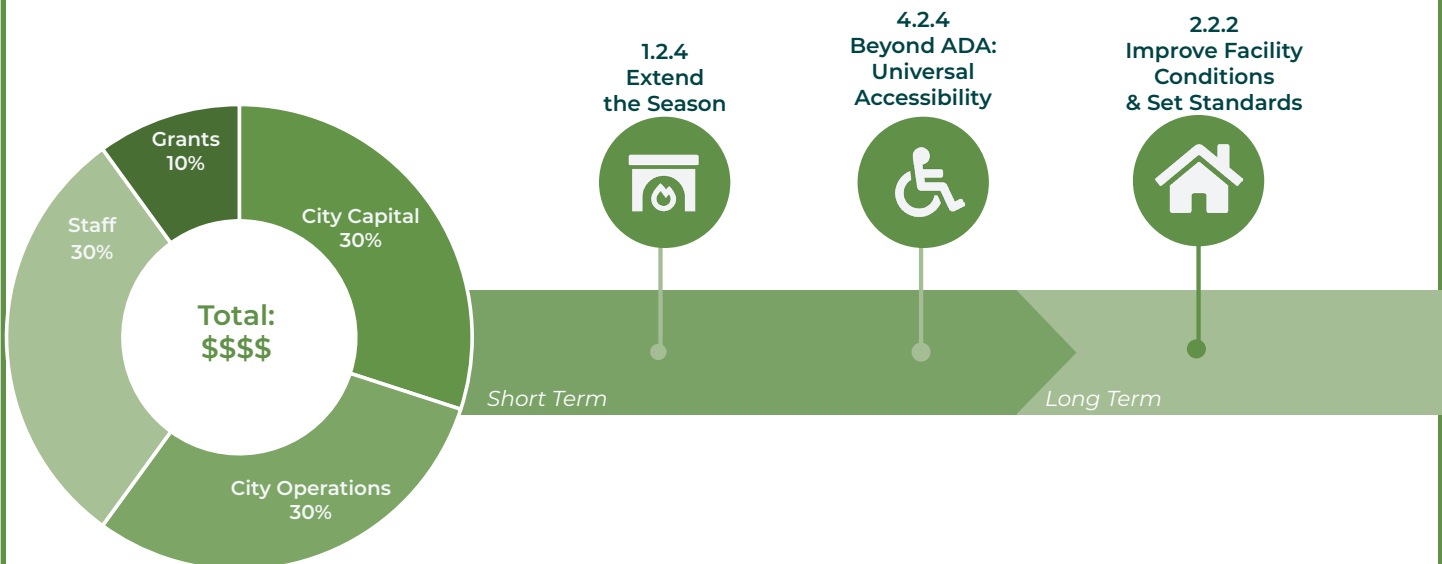 Grants
10%
City Capital
30%
Staff
30%
Total:
$$$$
City Operations
30%
1.2.4
Extend
the Season
4.2.4
Beyond ADA:
Universal
Accessibility
2.2.2
Improve Facility
Conditions
& Set Standards
Short Term
Long Term